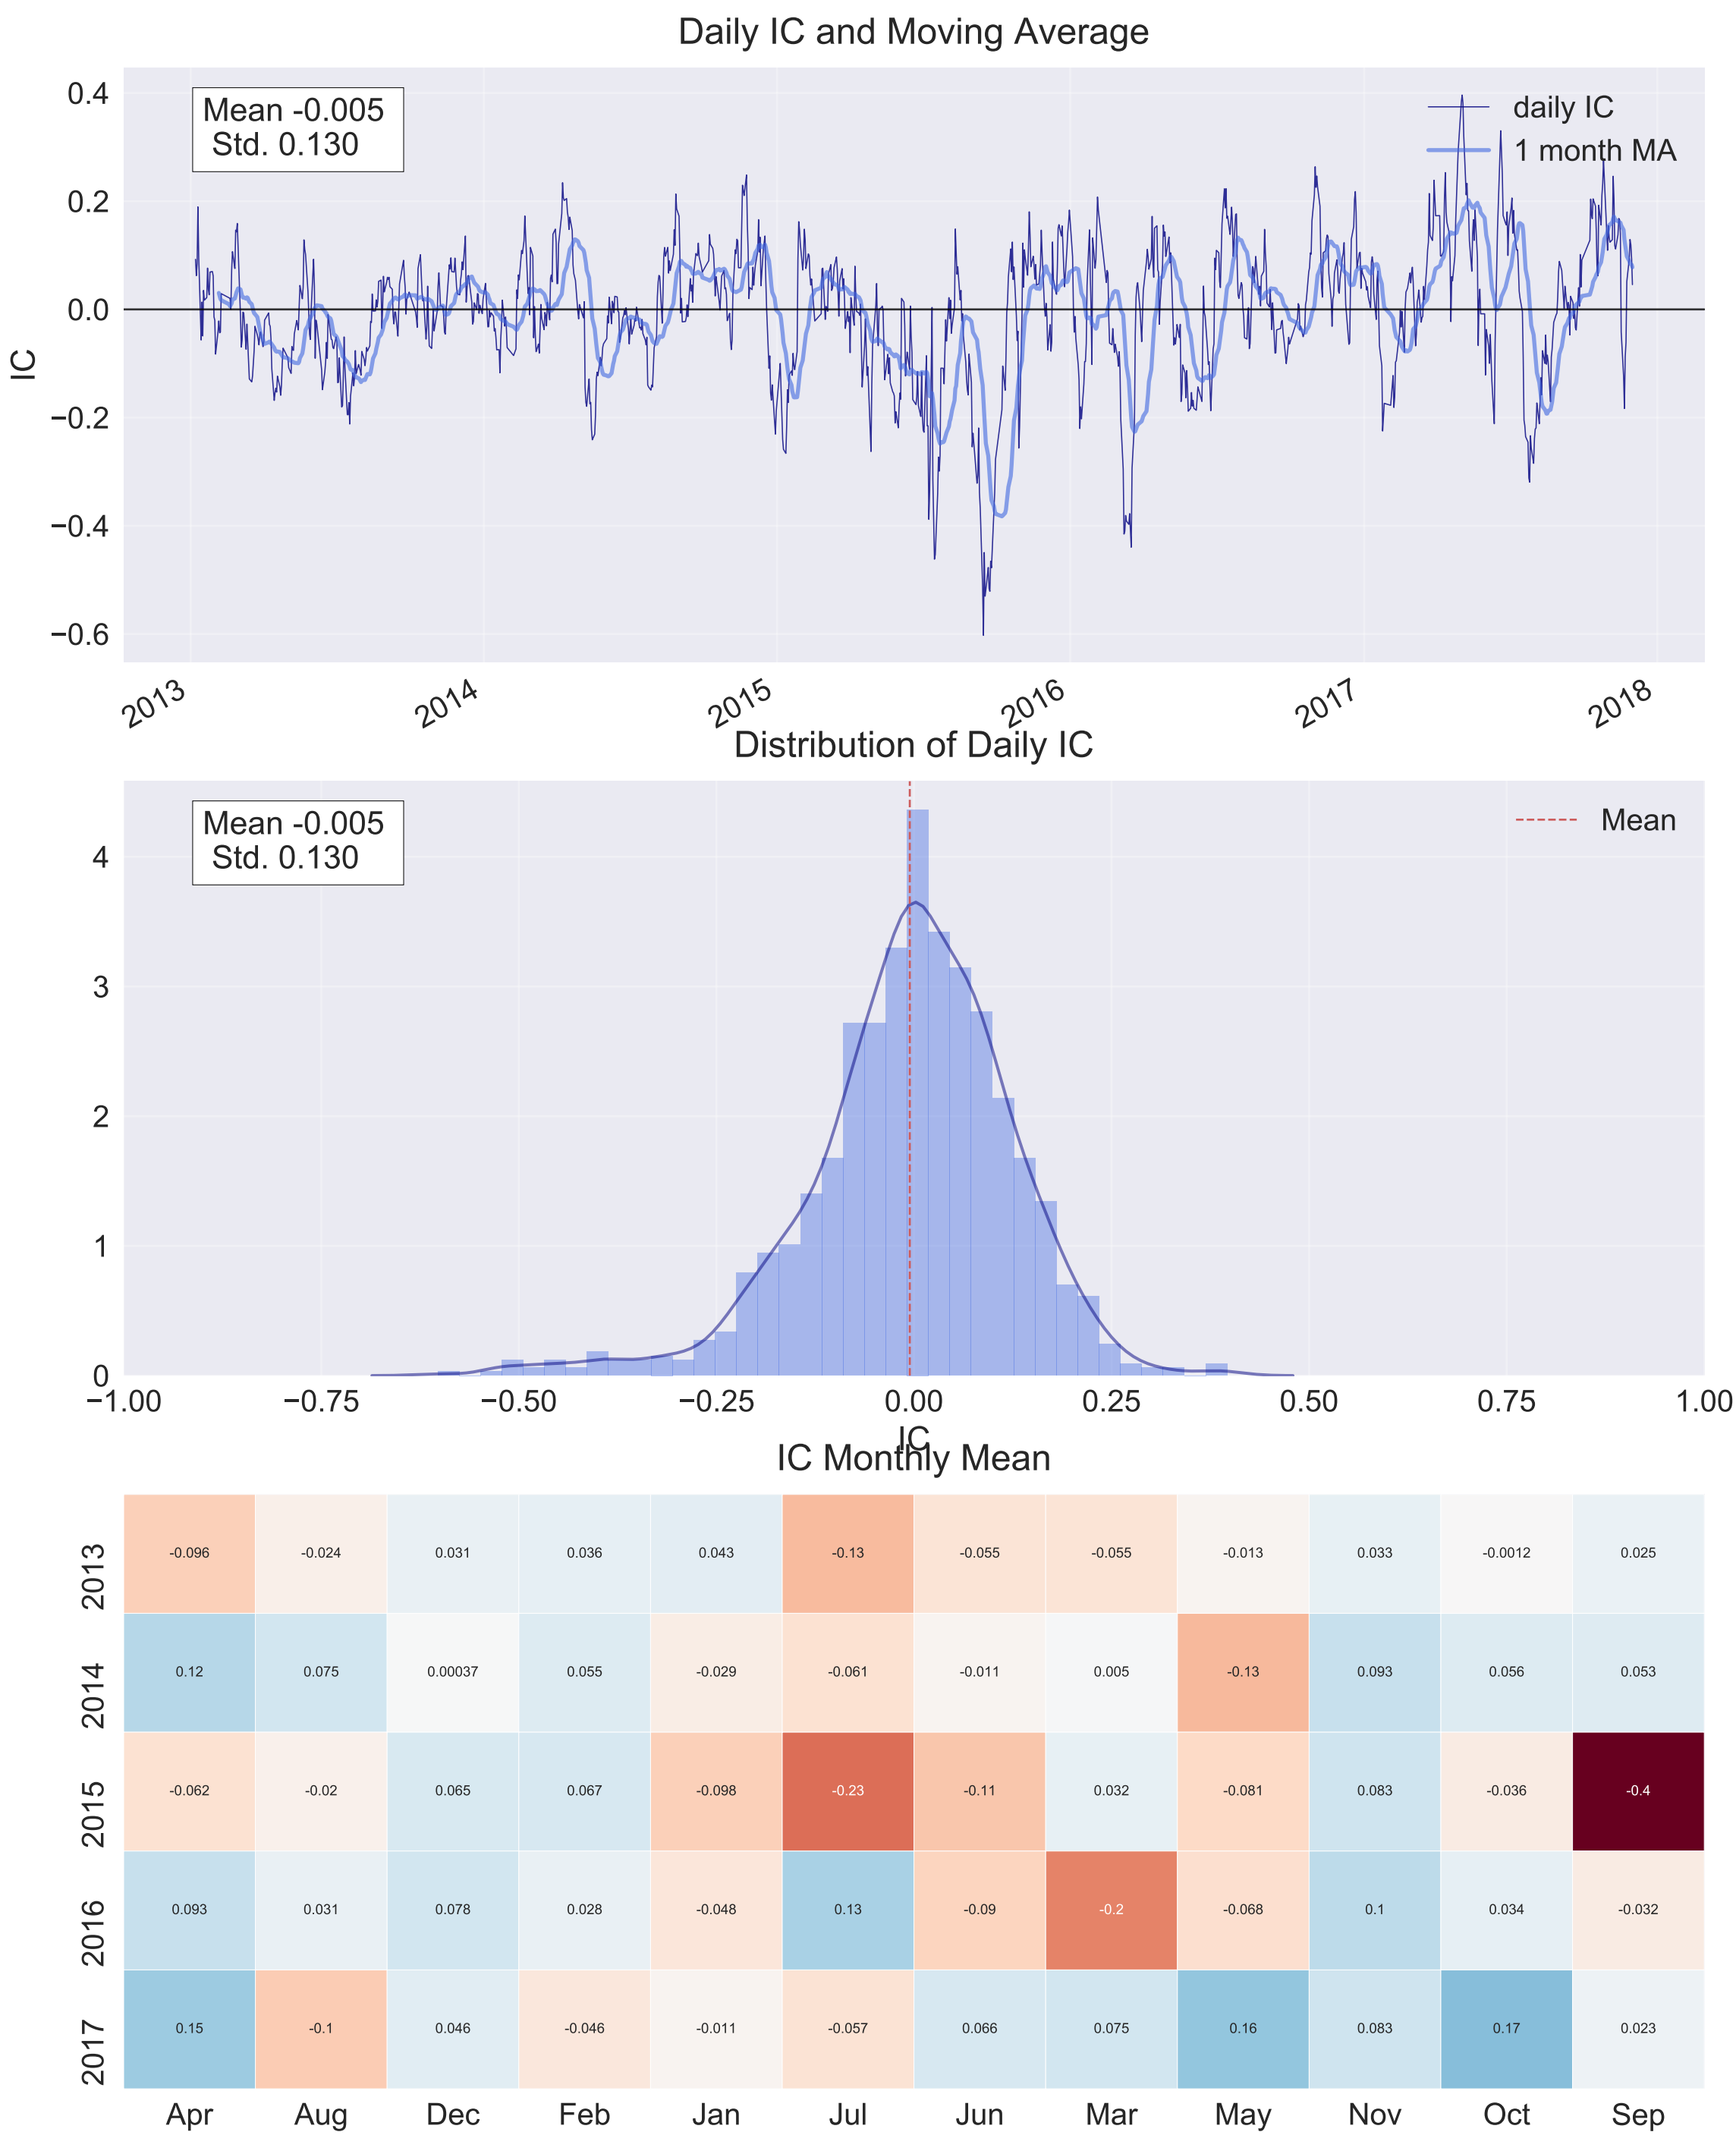 Daily IC and Moving Average
0.4
0.2
0.0
−0.2
−0.4
−0.6
IC
Mean -0.005
Std. 0.130
daily IC
1 month MA
2013 2014 2015 2016 2017 2018
Distribution of Daily IC
4
3
2
1
0
Mean -0.005
Std. 0.130
Mean
−1.00 −0.75 −0.50 −0.25 0.00 0.25 0.50 0.75 1.00
IC
IC Monthly Mean
2013 -0.096 -0.024 0.031 0.036 0.043 -0.13 -0.055 -0.055 -0.013 0.033 -0.0012 0.025
2014 0.12 0.075 0.00037 0.055 -0.029 -0.061 -0.011 0.005 -0.13 0.093 0.056 0.053
2015 -0.062 -0.02 0.065 0.067 -0.098 -0.23 -0.11 0.032 -0.081 0.083 -0.036 -0.4
2016 0.093 0.031 0.078 0.028 -0.048 0.13 -0.09 -0.2 -0.068 0.1 0.034 -0.032
2017 0.15 -0.1 0.046 -0.046 -0.011 -0.057 0.066 0.075 0.16 0.083 0.17 0.023
Apr Aug Dec Feb Jan Jul Jun Mar May Nov Oct Sep